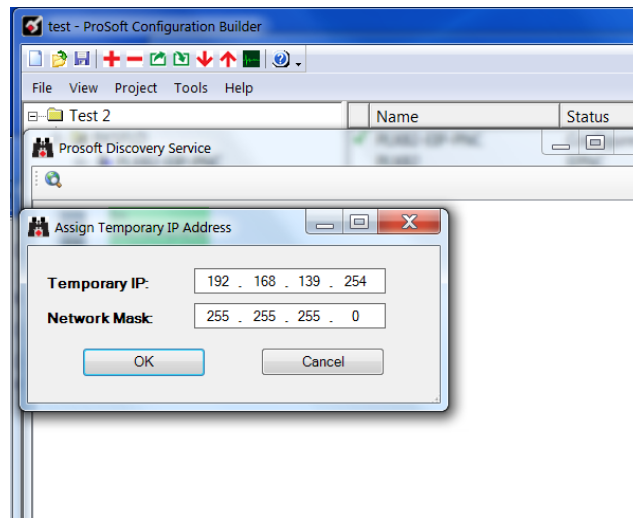 test - ProSoft Configuration Builder
File View Project Tools Help
Test 2
Name Status
Prosoft Discovery Service
Assign Temporary IP Address
Temporary IP: 192 . 168 . 139 . 254
Network Mask: 255 . 255 . 255 . 0
OK Cancel